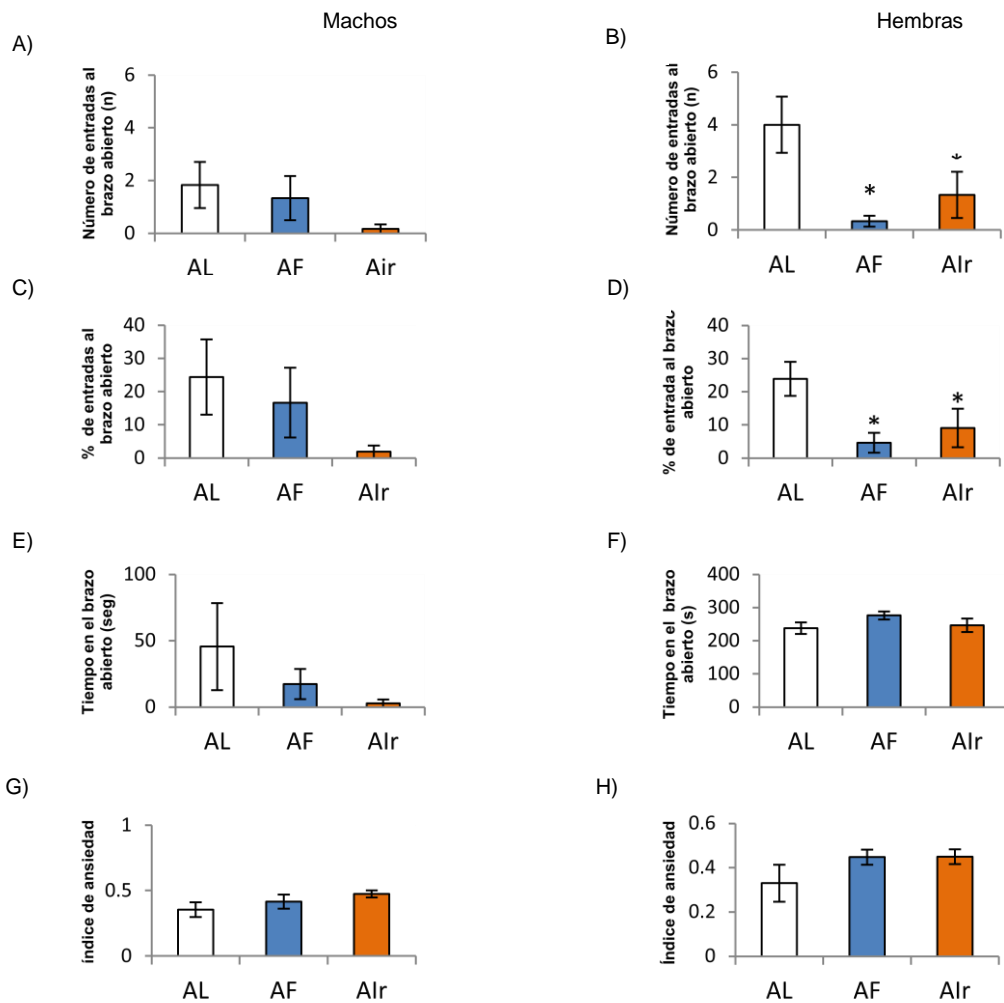 Machos
Hembras
A)
B)
Número de entradas al
brazo abierto (n)
6
4
2
0
AL
AF
Air
Número de entradas al
brazo abierto (n)
6
4
2
0
*
*
AL
AF
AIr
C)
D)
% de entradas al
brazo abierto
40
30
20
10
0
AL
AF
AIr
% de entrada al brazo
abierto
40
30
20
10
0
*
*
AL
AF
AIr
E)
F)
Tiempo en el brazo
abierto (seg)
100
50
0
AL
AF
AIr
Tiempo en el brazo
abierto (s)
400
300
200
100
0
AL
AF
AIr
G)
H)
índice de ansiedad
1
0.5
0
AL
AF
AIr
Índice de ansiedad
0.6
0.4
0.2
0
AL
AF
AIr